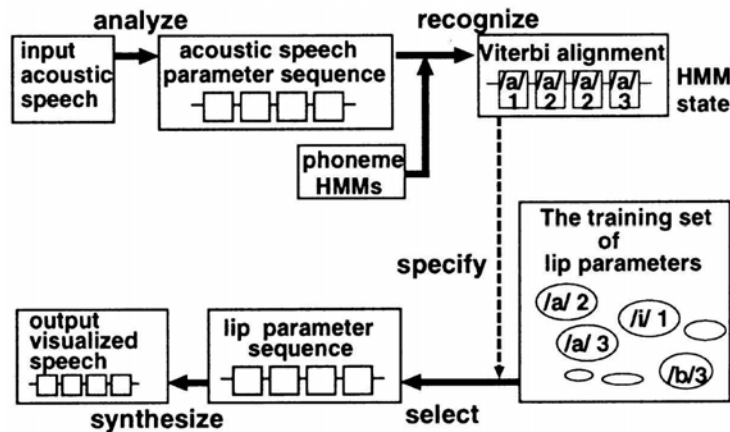 analyze
recognize
input
acoustic
speech
acoustic speech
parameter sequence
Viterbi alignment
/a/ /a/ /a/ /a/
1 2 2 3
HMM
state
phoneme
HMMs
The training set
of
lip parameters
specify
/a/ 2
/i/ 1
/a/ 3
/b/3
output
visualized
speech
lip parameter
sequence
synthesize
select